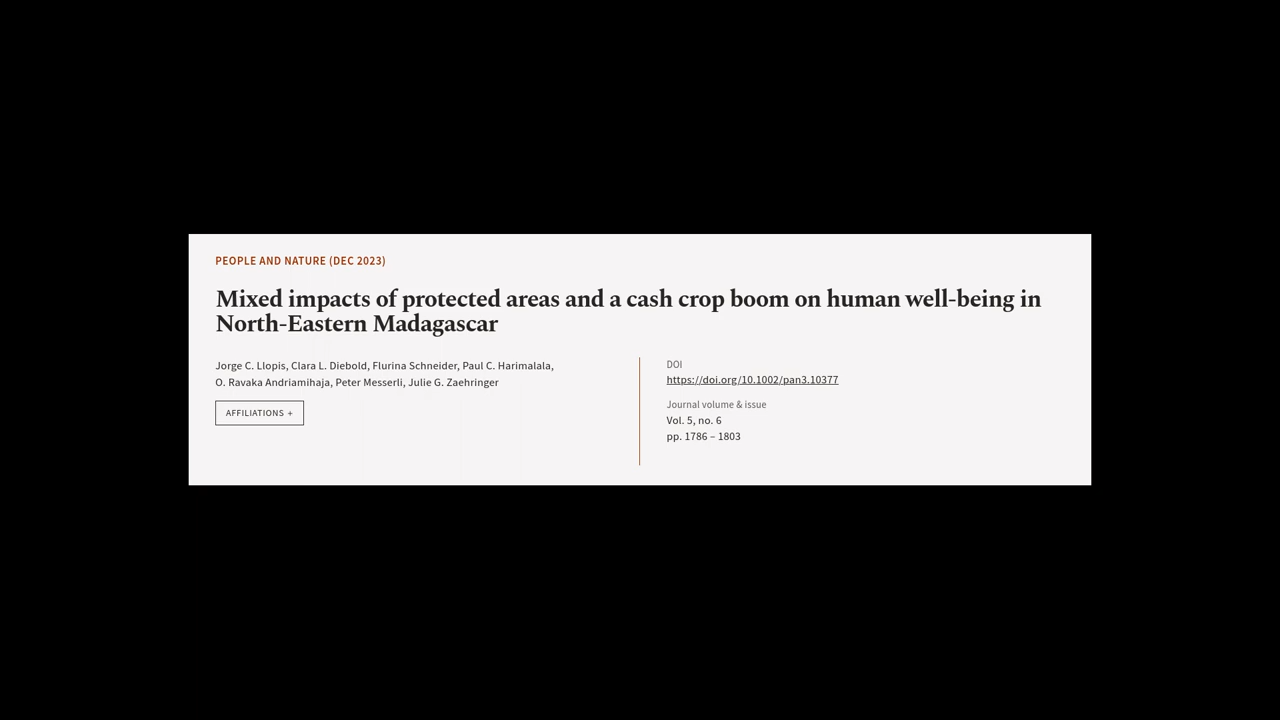 PEOPLE AND NATURE (DEC 2023)
Mixed impacts of protected areas and a cash crop boom on human well-being in
North-Eastern Madagascar
Jorge C. Llopis, Clara L. Diebold, Flurina Schneider, Paul C. Harimalala,
O. Ravaka Andriamihaja, Peter Messerli, Julie G. Zaehringer
AFFILIATIONS +
DOI
https://doi.org/10.1002/pan3.10377
Journal volume & issue
Vol. 5, no. 6
pp. 1786 – 1803